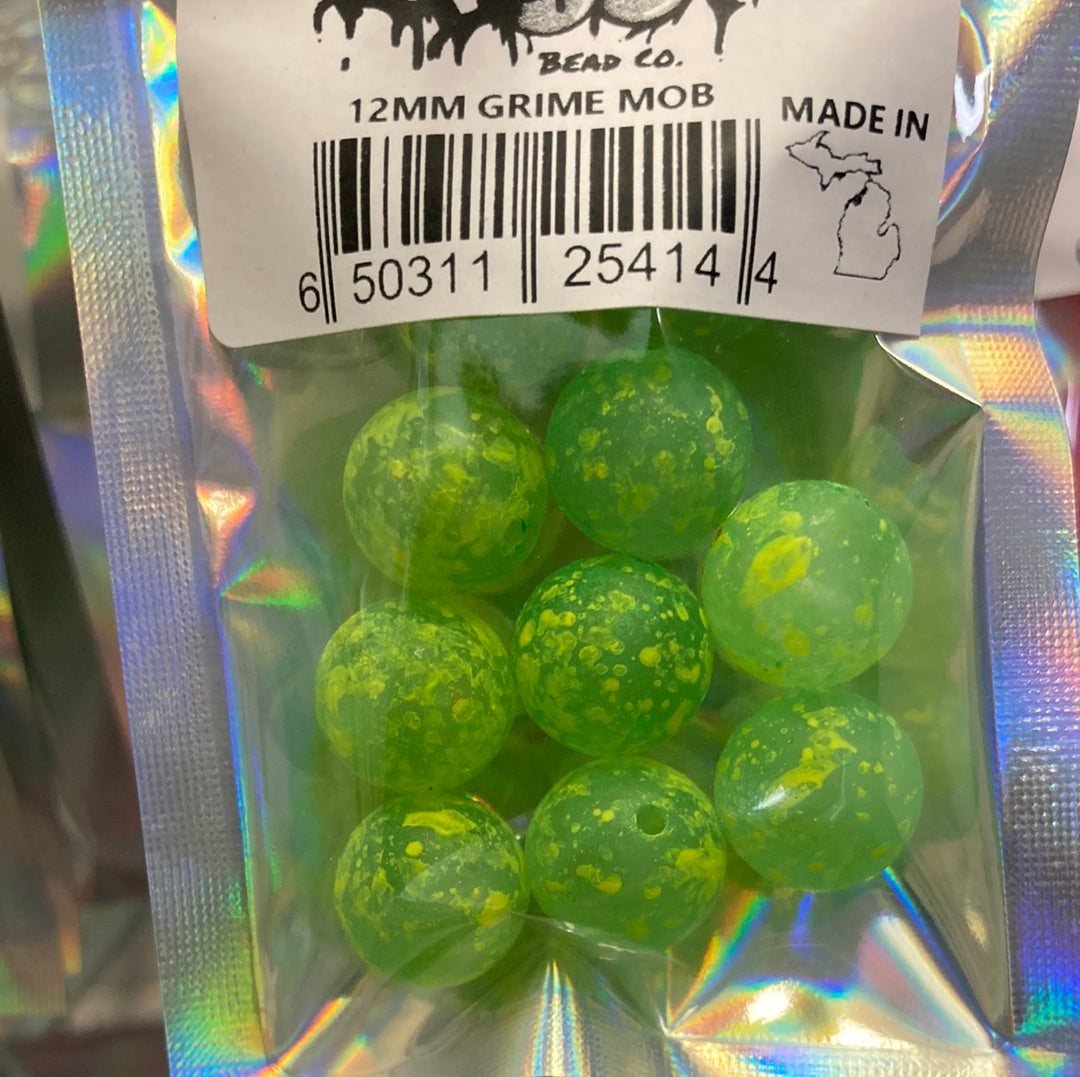 BEAD CO.
12MM GRIME MOB
MADE IN
6 50311 25414 4